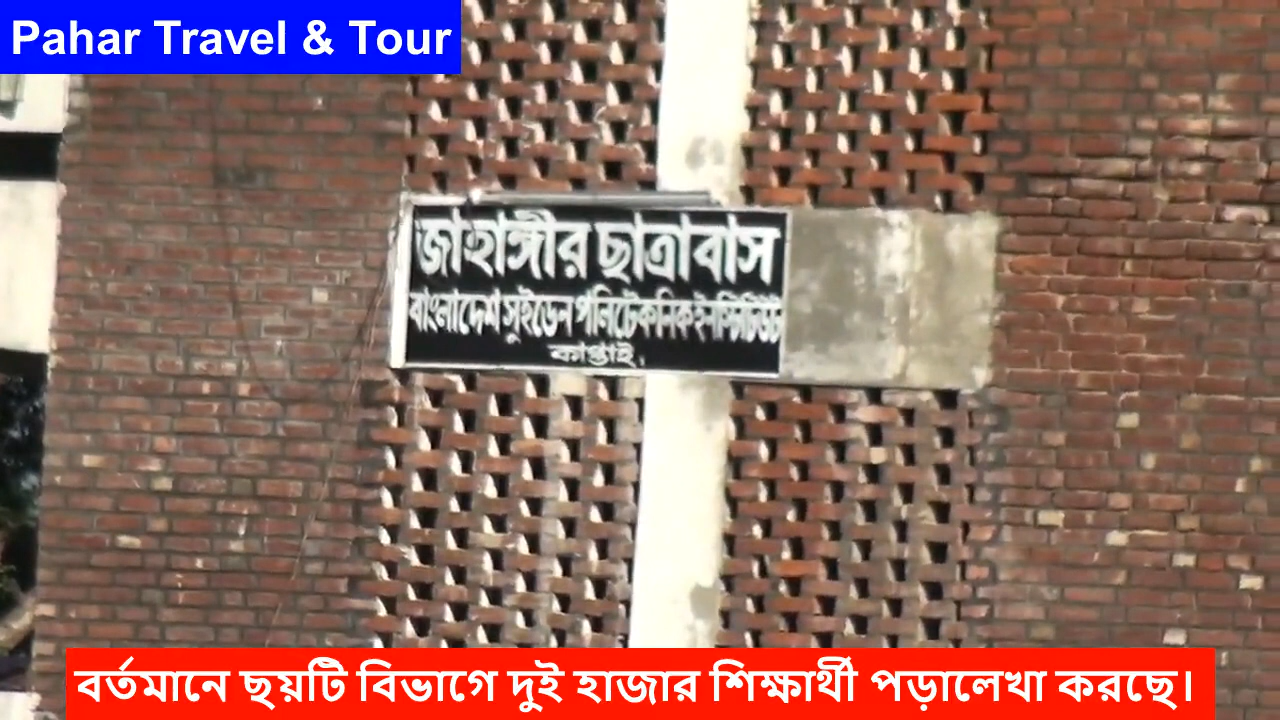 Pahar Travel & Tour
জাহাঙ্গীর ছাত্রাবাস
বাংলাদেশ সুইডেন পলিটেকনিক ইনস্টিটিউট
কাপ্তাই.
বর্তমানে ছয়টি বিভাগে দুই হাজার শিক্ষার্থী পড়ালেখা করছে।